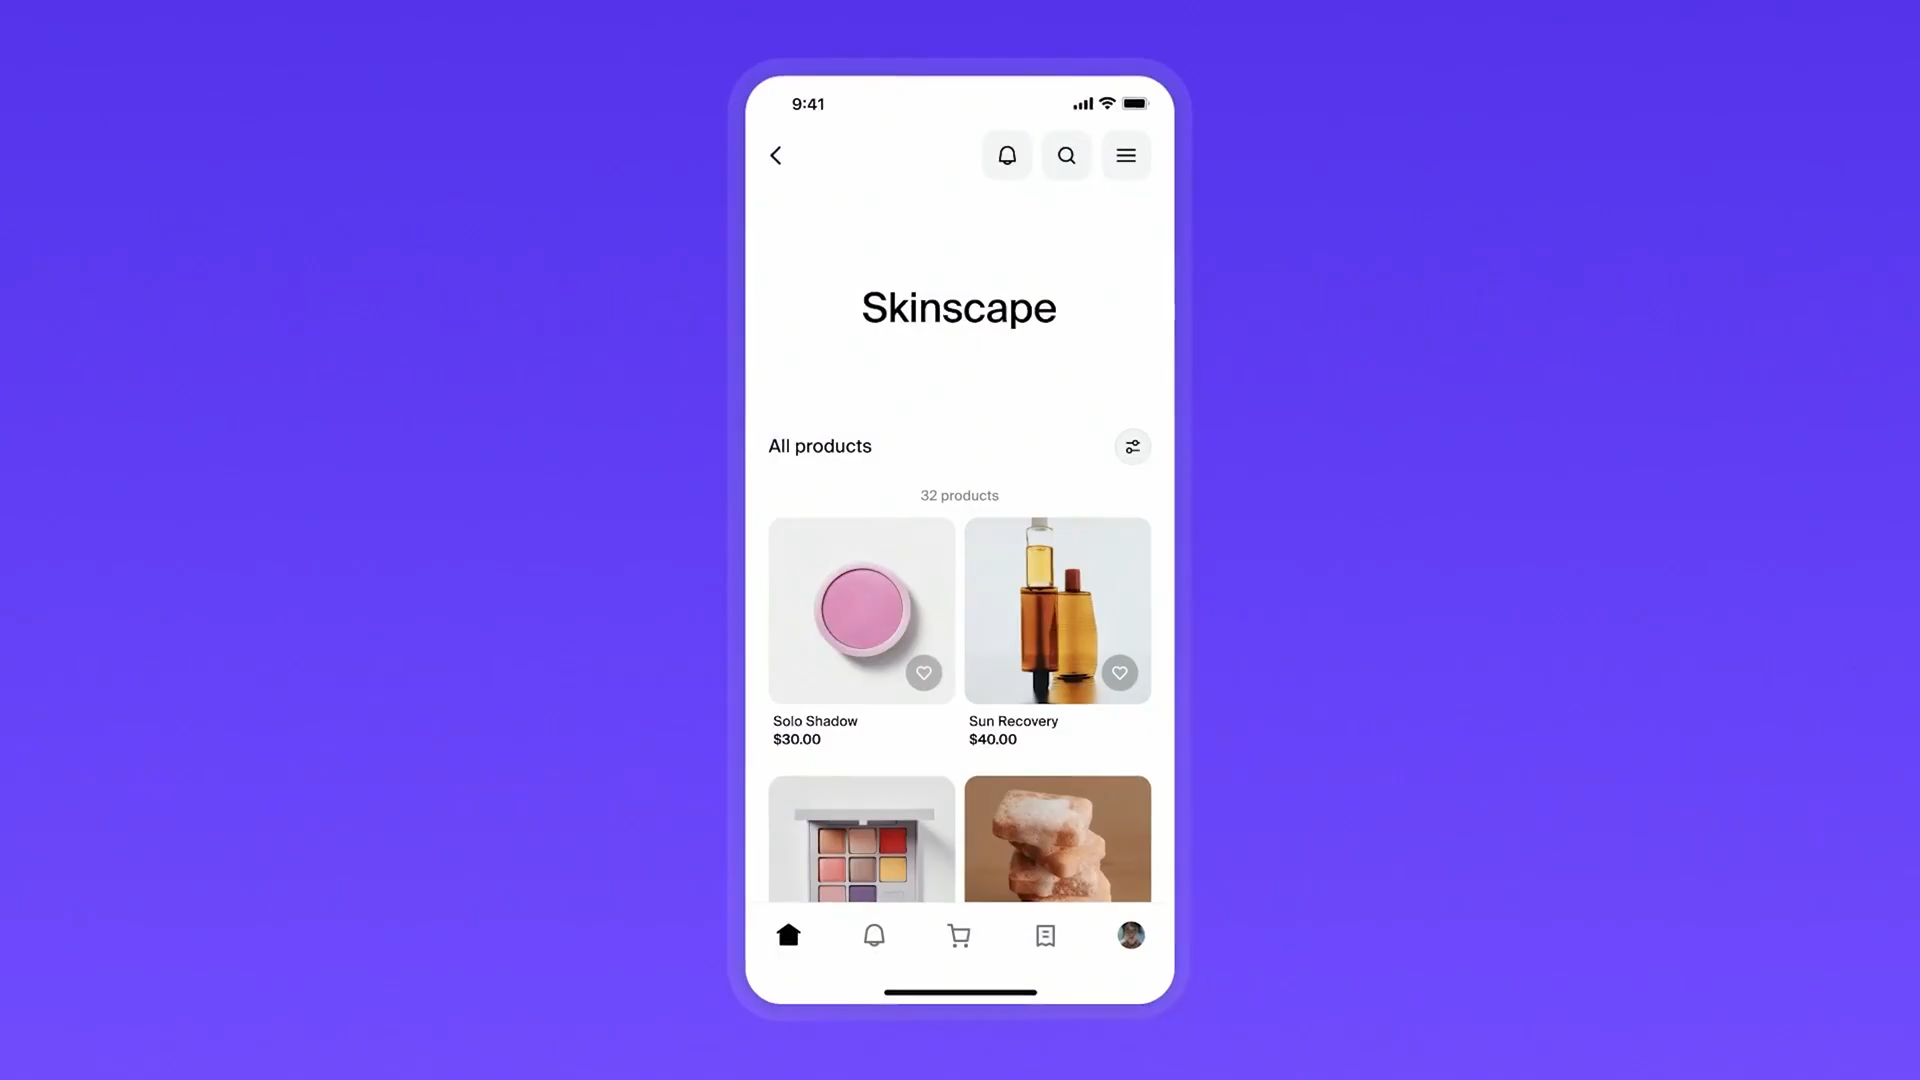 9:41
Skinscape
All products
32 products
Solo Shadow
$30.00
Sun Recovery
$40.00